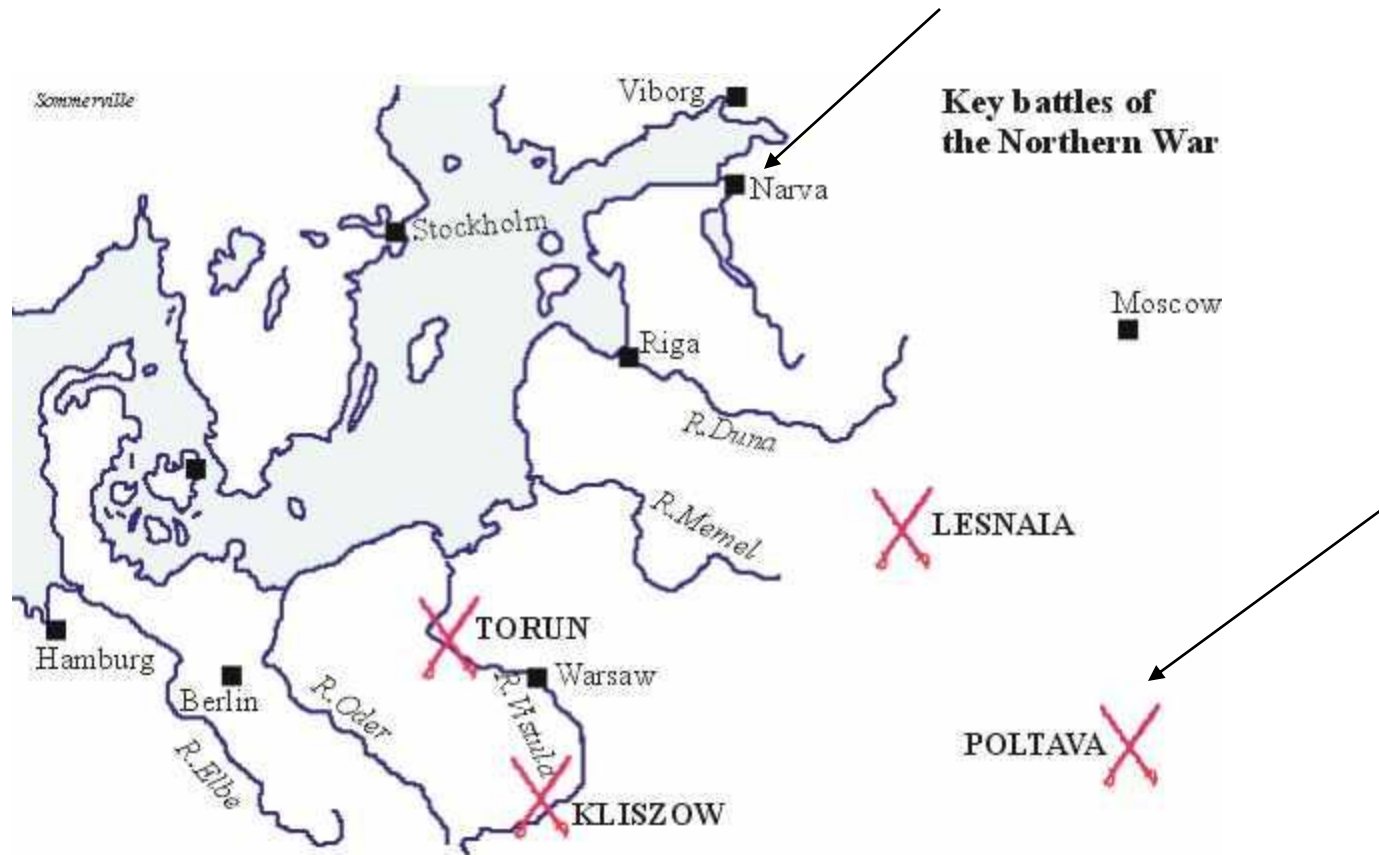 Sommerville
Viborg
Key battles of
the Northern War
Narva
Stockholm
Moscow
Riga
R.Duna
R.Memel
LESNAIA
TORUN
Hamburg
Warsaw
Berlin
R.Oder
R.Vistula
R.Elbe
POLTAVA
KLISZOW